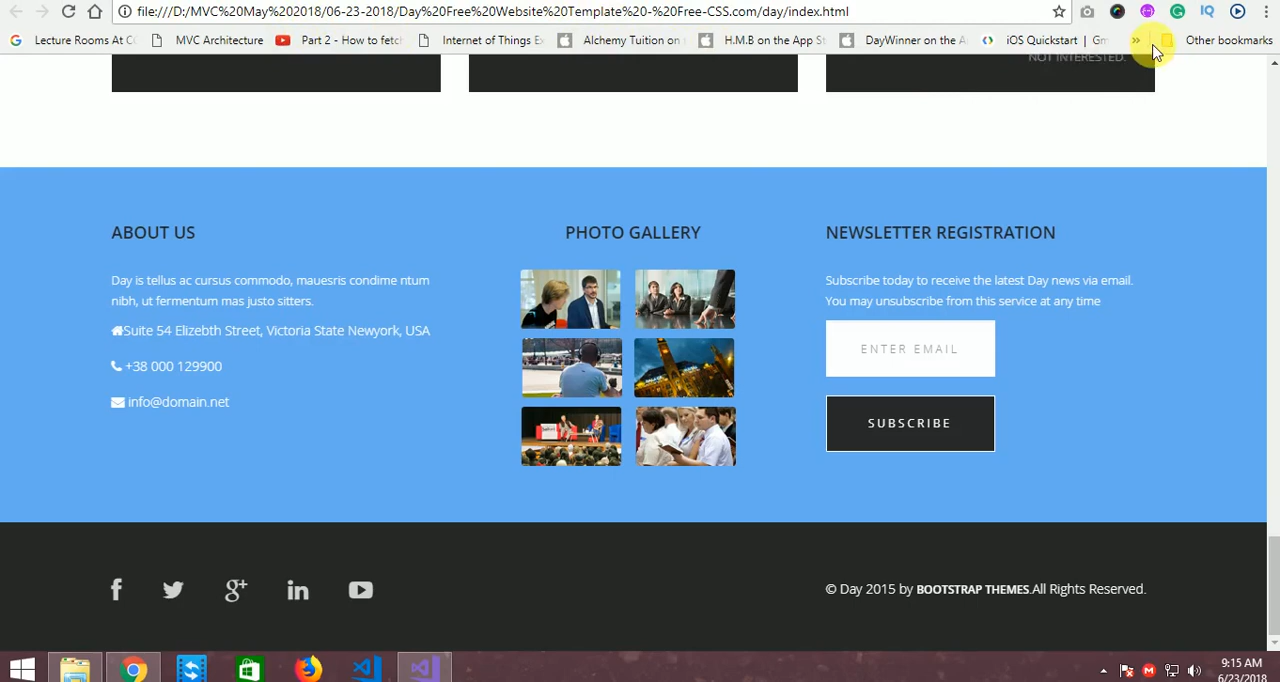 file:///D:/MVC%20May%202018/06-23-2018/Day%20Free%20Website%20Template%20-%20Free-CSS.com/day/index.html
Lecture Rooms At C MVC Architecture Part 2 - How to fetc Internet of Things E Alchemy Tuition on H.M.B on the App S DayWinner on the A iOS Quickstart | G » Other bookmarks
NOT INTERESTED.
ABOUT US
Day is tellus ac cursus commodo, mauesris condime ntum
nibh, ut fermentum mas justo sitters.
Suite 54 Elizebth Street, Victoria State Newyork, USA
+38 000 129900
info@domain.net
PHOTO GALLERY
NEWSLETTER REGISTRATION
Subscribe today to receive the latest Day news via email.
You may unsubscribe from this service at any time
ENTER EMAIL
SUBSCRIBE
© Day 2015 by BOOTSTRAP THEMES.All Rights Reserved.
9:15 AM
6/23/2018